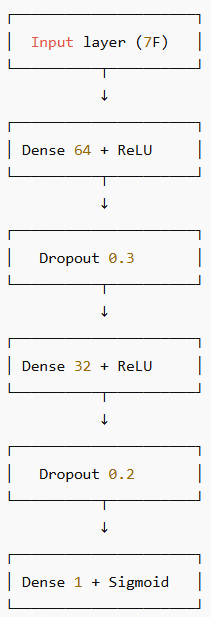 Input layer (7F)
↓
Dense 64 + ReLU
↓
Dropout 0.3
↓
Dense 32 + ReLU
↓
Dropout 0.2
↓
Dense 1 + Sigmoid